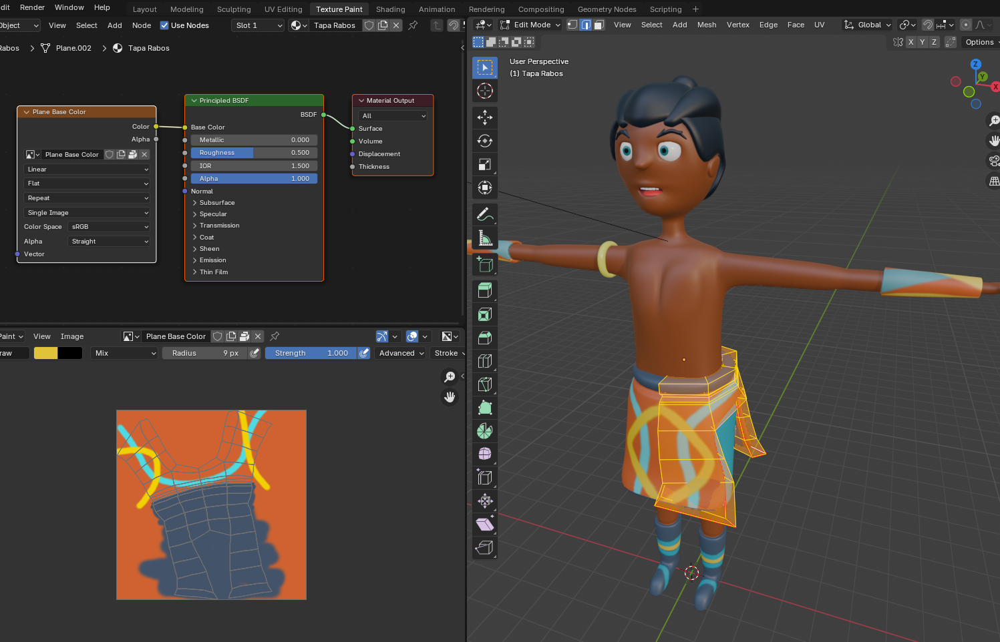 dit Render Window Help Layout Modeling Sculpting UV Editing Texture Paint Shading Animation Rendering Compositing Geometry Nodes Scripting +
Object View Select Add Node Use Nodes Slot 1 Tapa Rabos
Rabos > Plane.002 > Tapa Rabos
Plane Base Color
Color
Alpha
Plane Base Color
Linear
Flat
Repeat
Single Image
Color Space sRGB
Alpha Straight
Vector
Principled BSDF
BSDF
Base Color
Metallic 0.000
Roughness 0.500
IOR 1.500
Alpha 1.000
Normal
Subsurface
Specular
Transmission
Coat
Sheen
Emission
Thin Film
Material Output
All
Surface
Volume
Displacement
Thickness
Paint View Image Plane Base Color
raw Mix Radius 9 px Strength 1.000 Advanced Stroke
Edit Mode View Select Add Mesh Vertex Edge Face UV Global
X Y Z Options
User Perspective
(1) Tapa Rabos
Z
Y
X